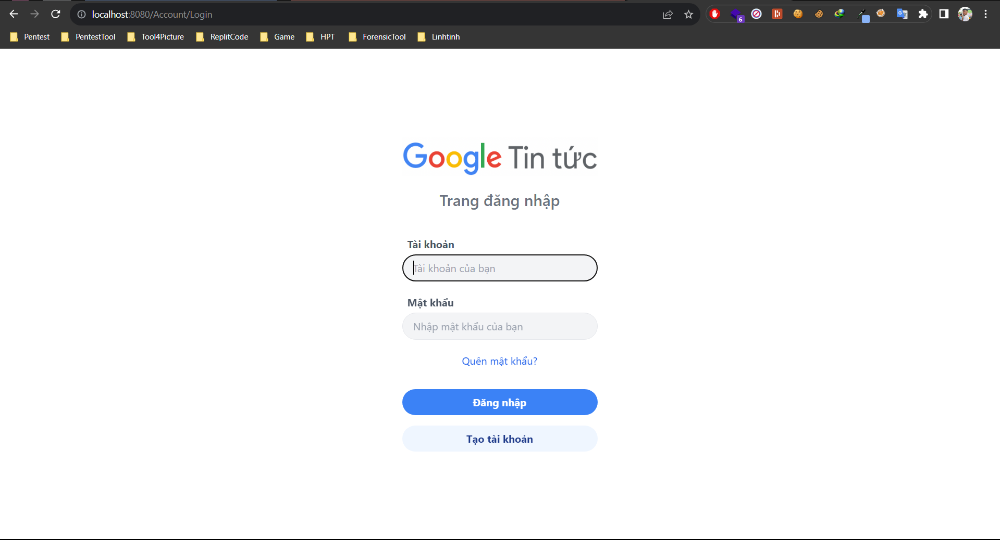 localhost:8080/Account/Login
6
Pentest PentestTool Tool4Picture ReplitCode Game HPT ForensicTool Linhtinh
Google Tin tức
Trang đăng nhập
Tài khoản
Tài khoản của bạn
Mật khẩu
Nhập mật khẩu của bạn
Quên mật khẩu?
Đăng nhập
Tạo tài khoản